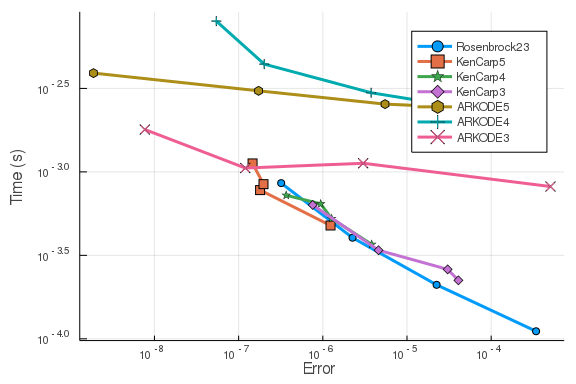 Time (s)
10^-2.5
10^-3.0
10^-3.5
10^-4.0
Rosenbrock23
KenCarp5
KenCarp4
KenCarp3
ARKODE5
ARKODE4
ARKODE3
10^-8 10^-7 10^-6 10^-5 10^-4
Error